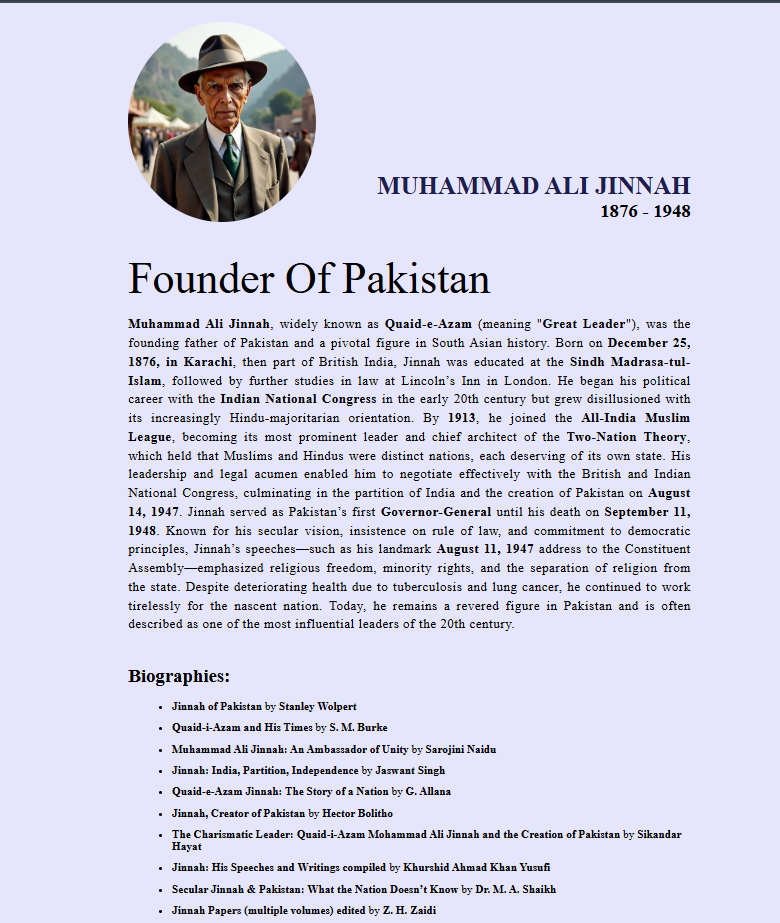 MUHAMMAD ALI JINNAH
1876 - 1948
Founder Of Pakistan
Muhammad Ali Jinnah, widely known as Quaid-e-Azam (meaning "Great Leader"), was the
founding father of Pakistan and a pivotal figure in South Asian history. Born on December 25,
1876, in Karachi, then part of British India, Jinnah was educated at the Sindh Madrasa-tul-
Islam, followed by further studies in law at Lincoln’s Inn in London. He began his political
career with the Indian National Congress in the early 20th century but grew disillusioned with
its increasingly Hindu-majoritarian orientation. By 1913, he joined the All-India Muslim
League, becoming its most prominent leader and chief architect of the Two-Nation Theory,
which held that Muslims and Hindus were distinct nations, each deserving of its own state. His
leadership and legal acumen enabled him to negotiate effectively with the British and Indian
National Congress, culminating in the partition of India and the creation of Pakistan on August
14, 1947. Jinnah served as Pakistan’s first Governor-General until his death on September 11,
1948. Known for his secular vision, insistence on rule of law, and commitment to democratic
principles, Jinnah’s speeches—such as his landmark August 11, 1947 address to the Constituent
Assembly—emphasized religious freedom, minority rights, and the separation of religion from
the state. Despite deteriorating health due to tuberculosis and lung cancer, he continued to work
tirelessly for the nascent nation. Today, he remains a revered figure in Pakistan and is often
described as one of the most influential leaders of the 20th century.
Biographies:
• Jinnah of Pakistan by Stanley Wolpert
• Quaid-i-Azam and His Times by S. M. Burke
• Muhammad Ali Jinnah: An Ambassador of Unity by Sarojini Naidu
• Jinnah: India, Partition, Independence by Jaswant Singh
• Quaid-e-Azam Jinnah: The Story of a Nation by G. Allana
• Jinnah, Creator of Pakistan by Hector Bolitho
• The Charismatic Leader: Quaid-i-Azam Mohammad Ali Jinnah and the Creation of Pakistan by Sikandar
Hayat
• Jinnah: His Speeches and Writings compiled by Khurshid Ahmad Khan Yusufi
• Secular Jinnah & Pakistan: What the Nation Doesn’t Know by Dr. M. A. Shaikh
• Jinnah Papers (multiple volumes) edited by Z. H. Zaidi